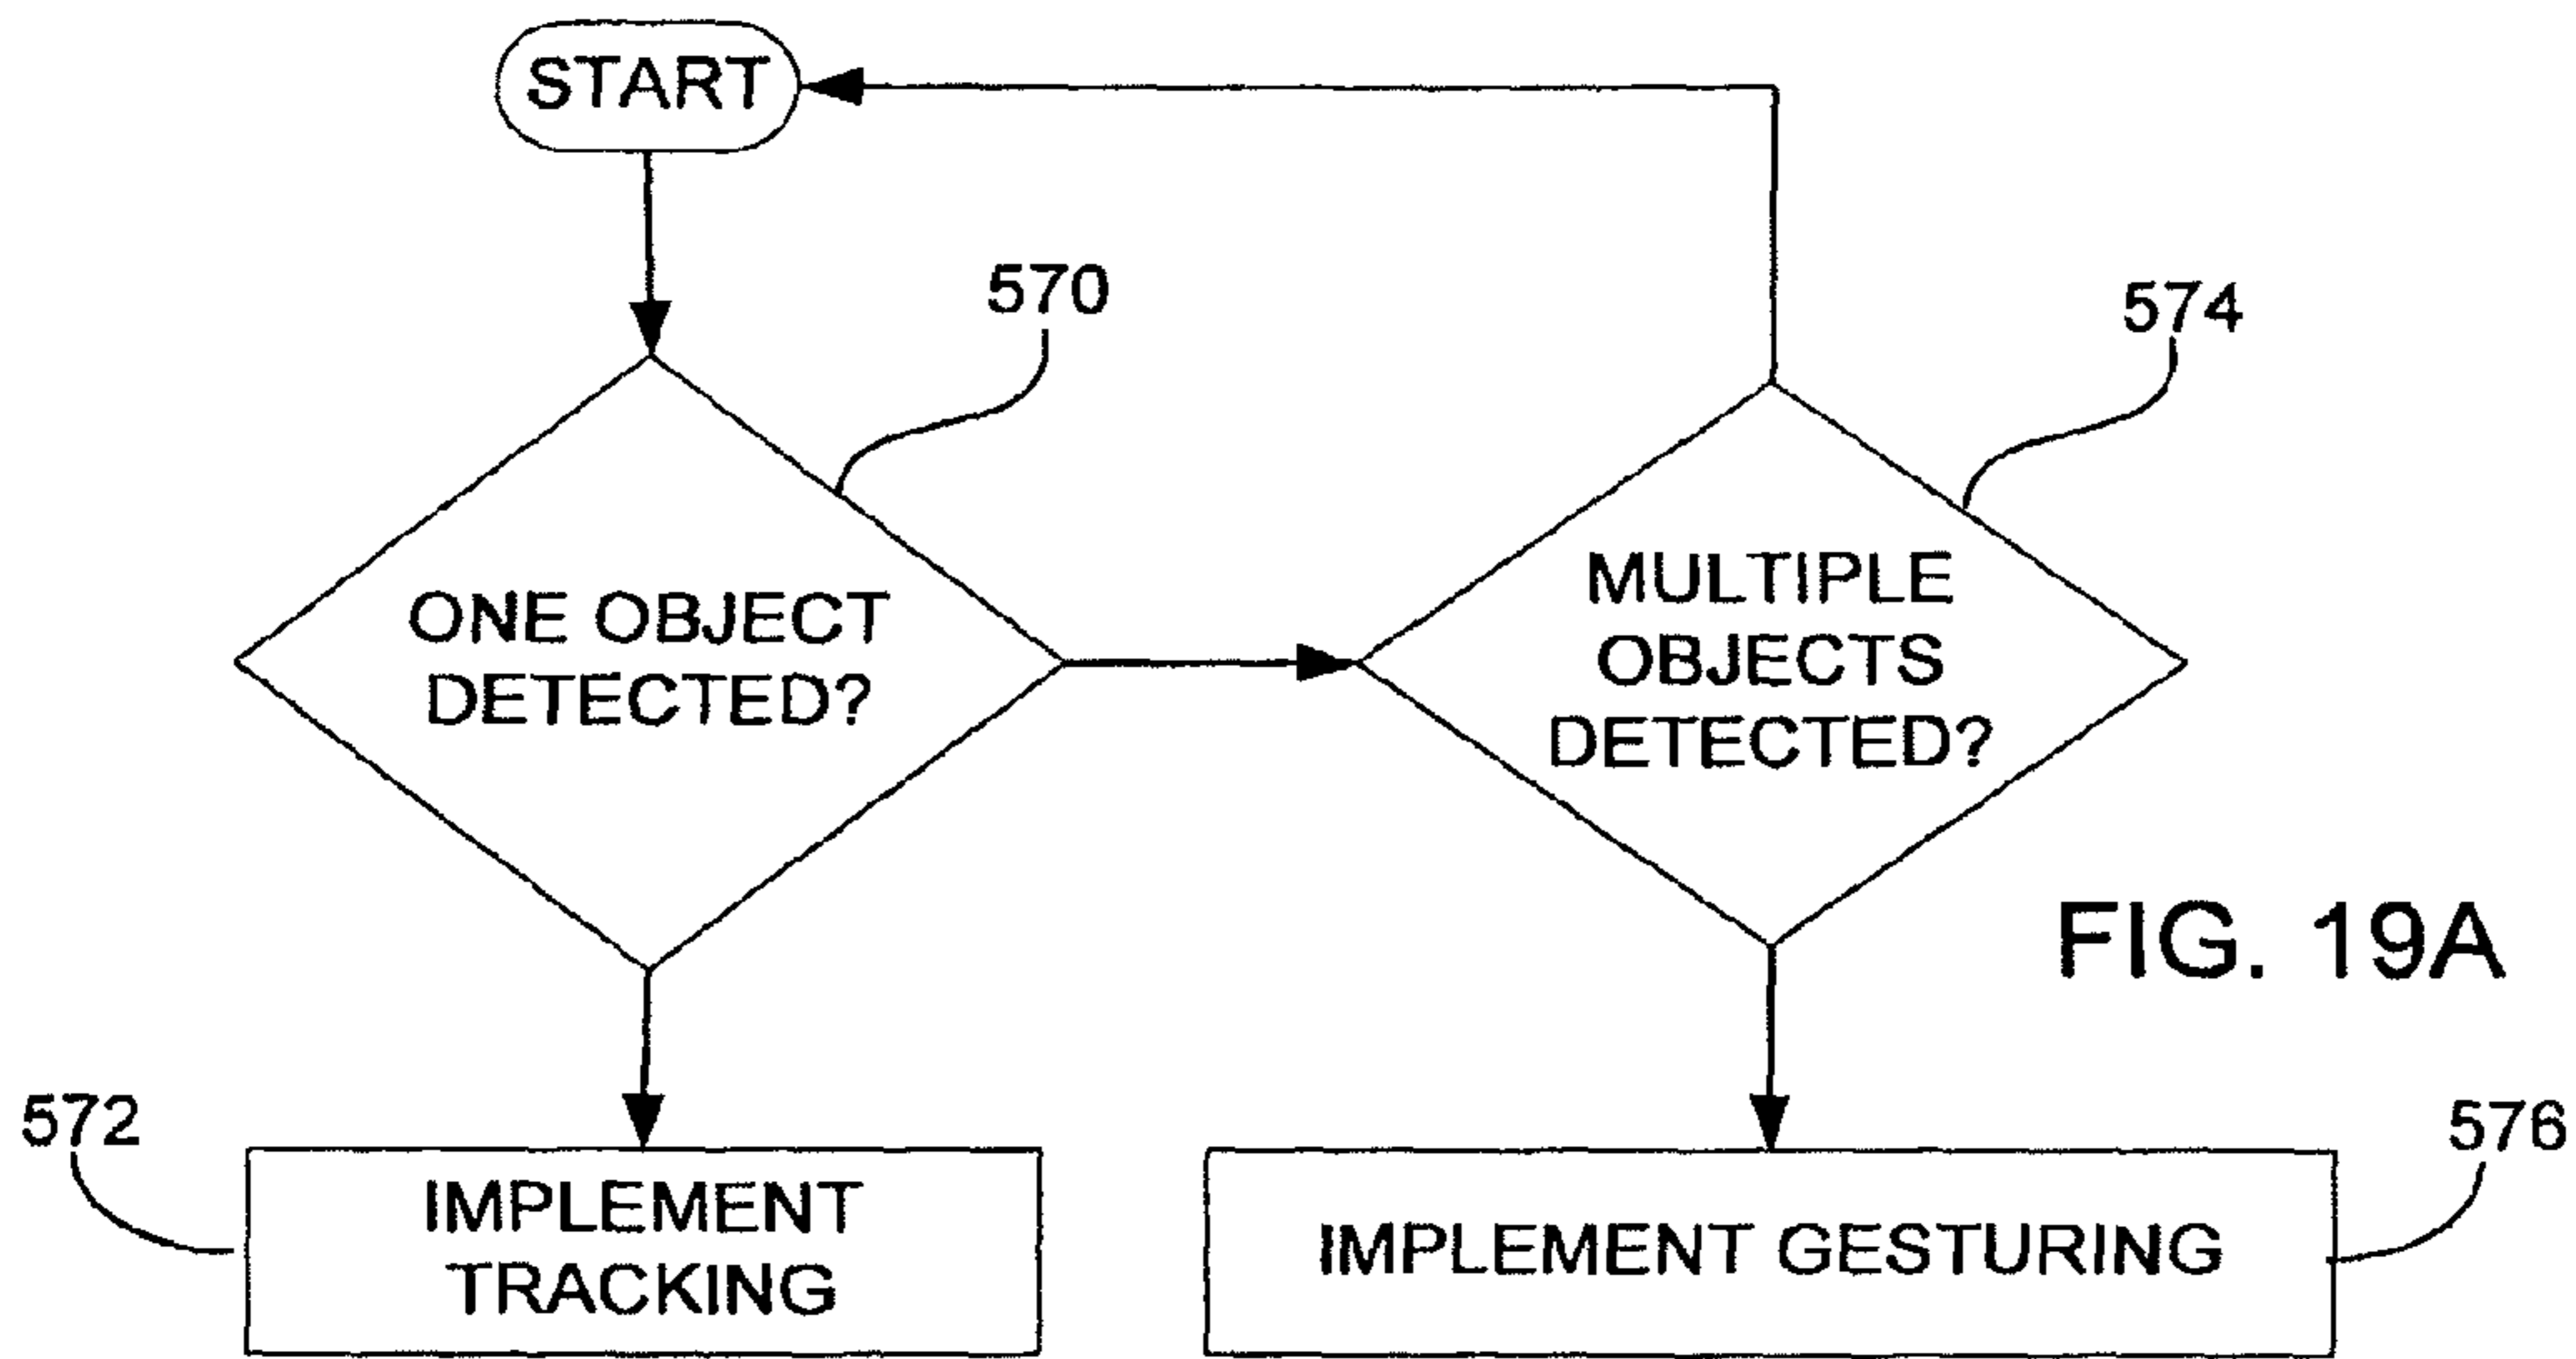 START
570
574
ONE OBJECT
DETECTED?
MULTIPLE
OBJECTS
DETECTED?
FIG. 19A
572
IMPLEMENT
TRACKING
IMPLEMENT GESTURING
576